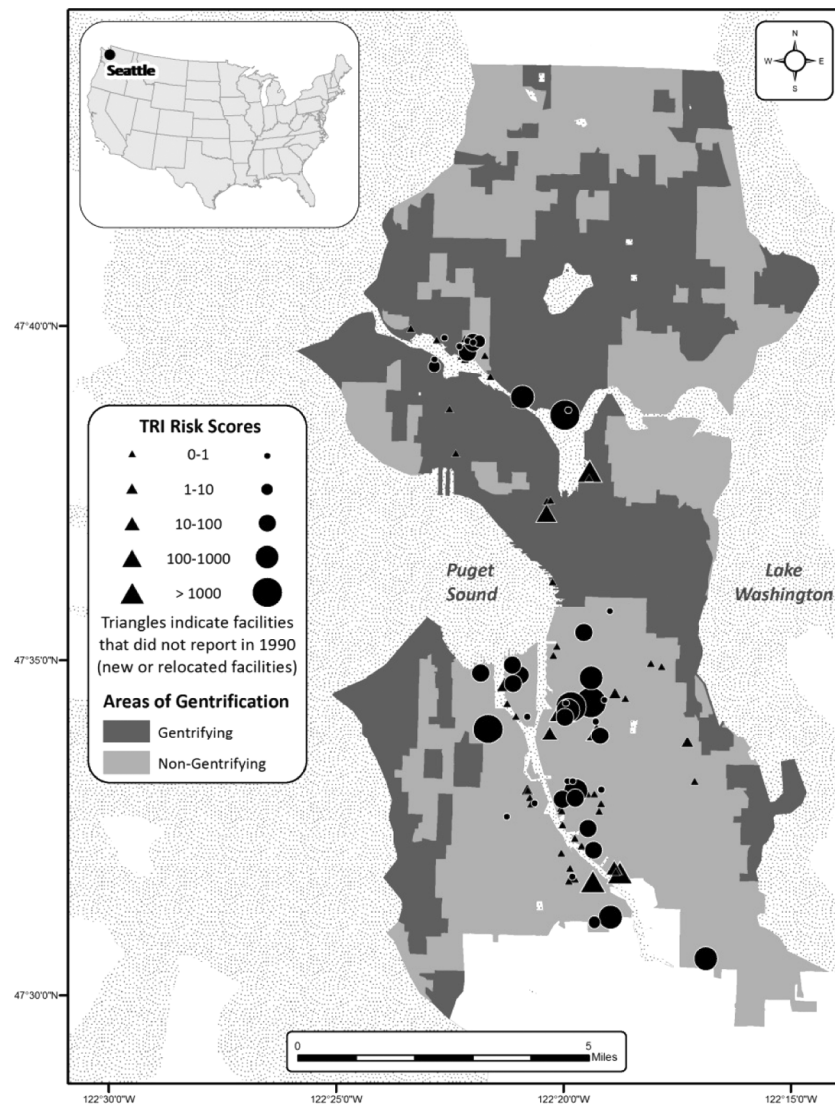 Seattle
N
W E
S
47°40'0"N
TRI Risk Scores
0-1
1-10
10-100
100-1000
> 1000
Triangles indicate facilities
that did not report in 1990
(new or relocated facilities)
Areas of Gentrification
Gentrifying
Non-Gentrifying
Puget
Sound
Lake
Washington
47°35'0"N
47°30'0"N
0 5
Miles
122°30'0"W 122°25'0"W 122°20'0"W 122°15'0"W